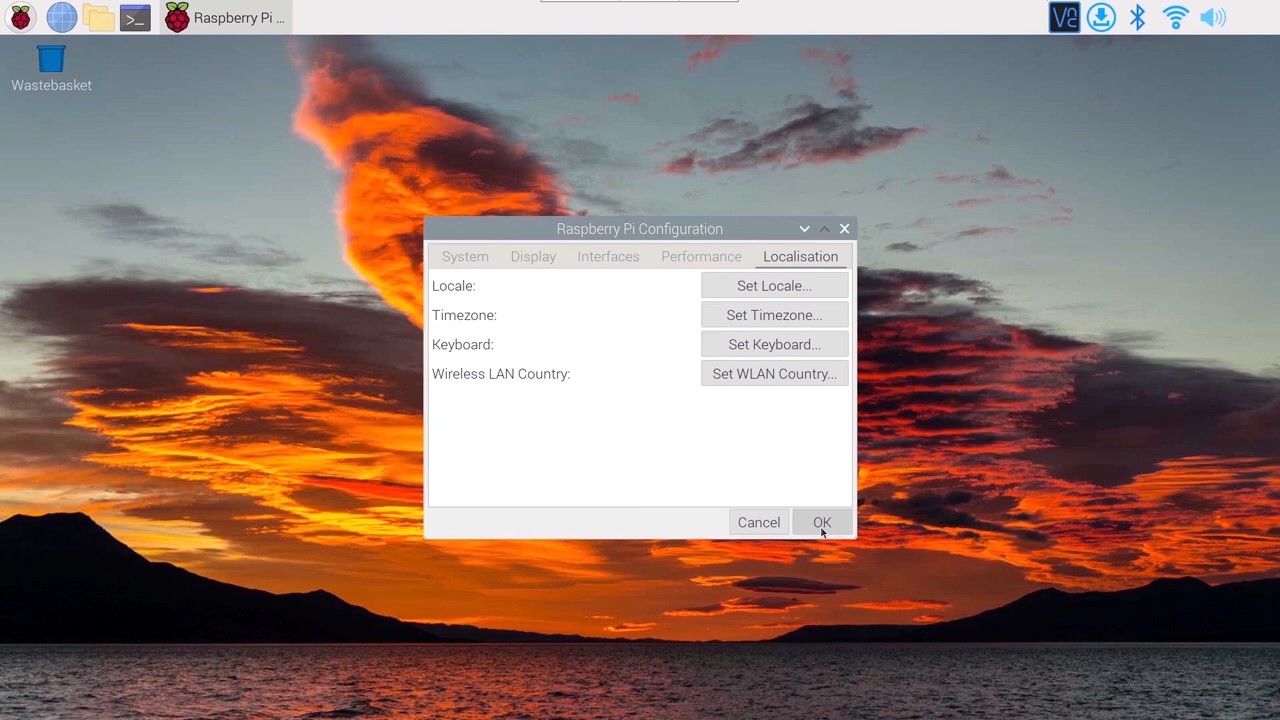 Raspberry Pi ...
Wastebasket
Raspberry Pi Configuration
System Display Interfaces Performance Localisation
Locale: Set Locale...
Timezone: Set Timezone...
Keyboard: Set Keyboard...
Wireless LAN Country: Set WLAN Country...
Cancel OK